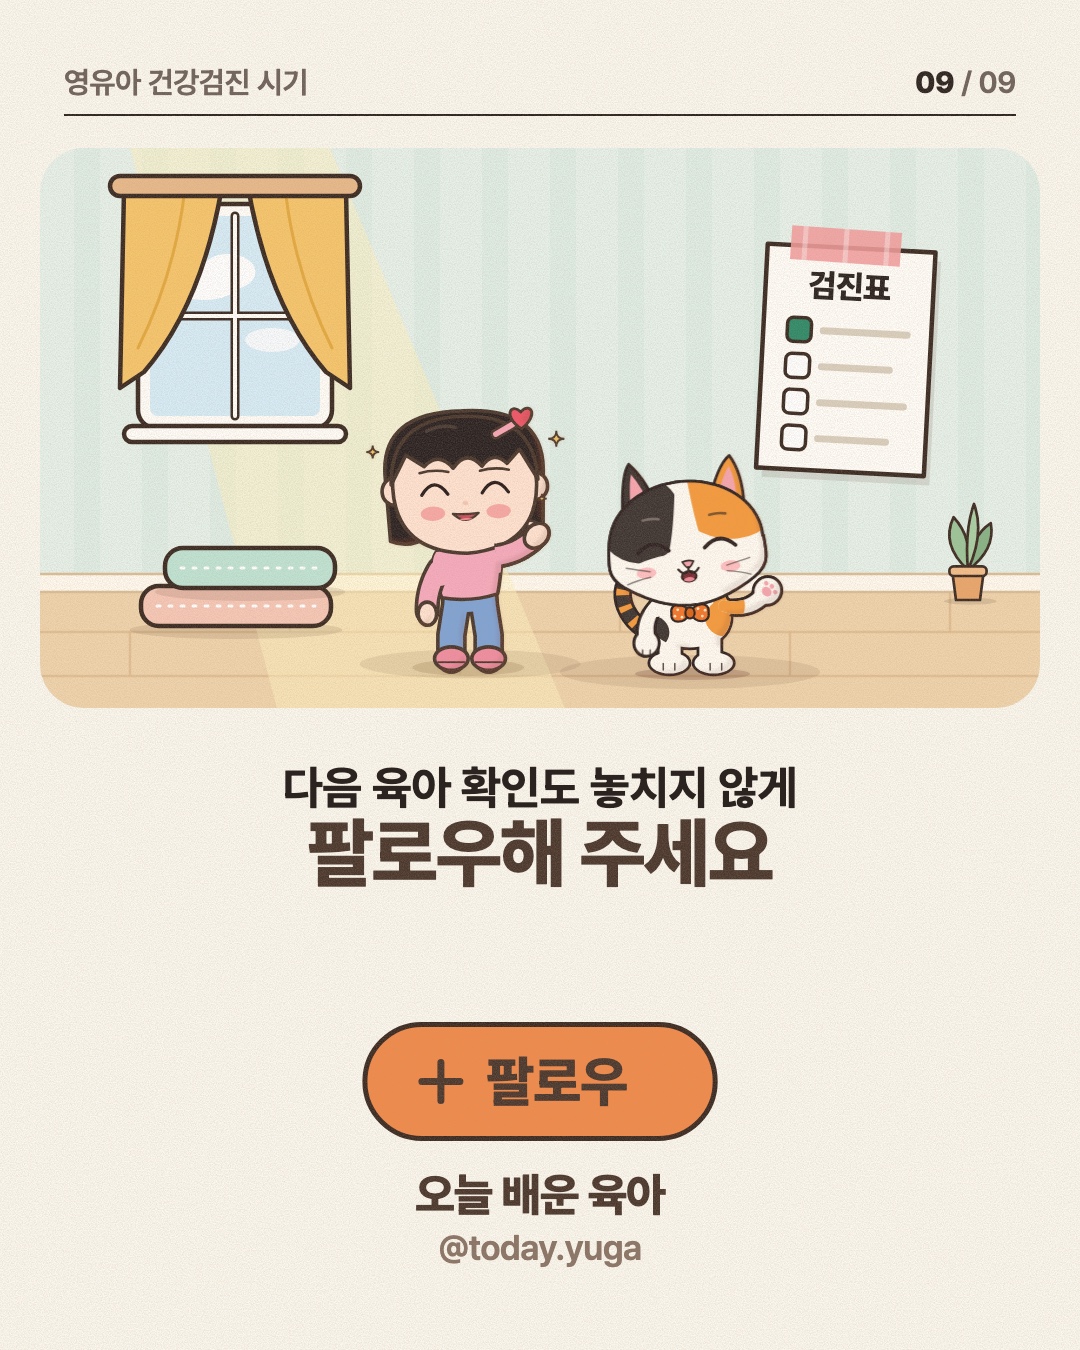 영유아 건강검진 시기
09 / 09
검진표
다음 육아 확인도 놓치지 않게
팔로우해 주세요
+ 팔로우
오늘 배운 육아
@today.yuga